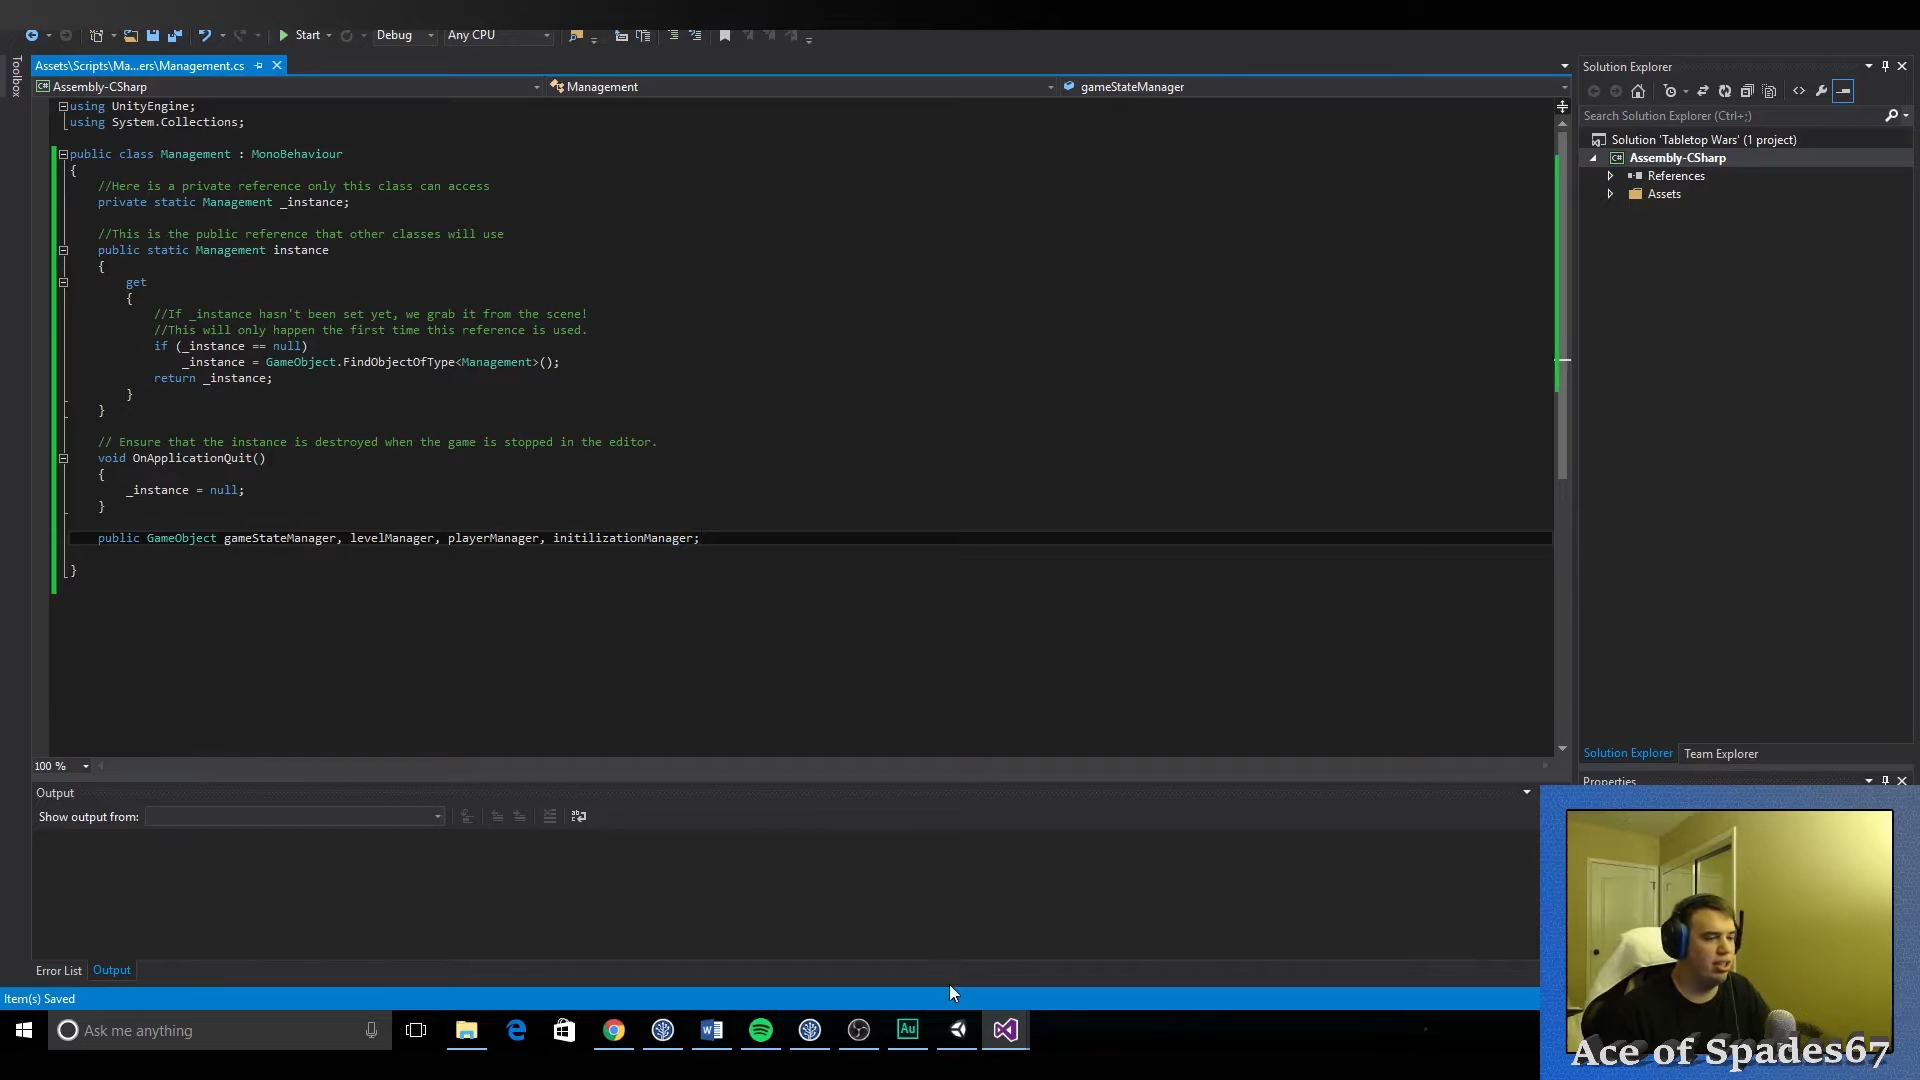 Start
Debug
Any CPU
Toolbox
Assets\Scripts\Ma...ers\Management.cs
Assembly-CSharp
Management
gameStateManager
using UnityEngine;
using System.Collections;
public class Management : MonoBehaviour
{
//Here is a private reference only this class can access
private static Management _instance;
//This is the public reference that other classes will use
public static Management instance
{
get
{
//If _instance hasn't been set yet, we grab it from the scene!
//This will only happen the first time this reference is used.
if (_instance == null)
_instance = GameObject.FindObjectOfType<Management>();
return _instance;
}
}
// Ensure that the instance is destroyed when the game is stopped in the editor.
void OnApplicationQuit()
{
_instance = null;
}
public GameObject gameStateManager, levelManager, playerManager, initilizationManager;
}
100 %
Output
Show output from:
Error List
Output
Item(s) Saved
Solution Explorer
Search Solution Explorer (Ctrl+;)
Solution 'Tabletop Wars' (1 project)
Assembly-CSharp
References
Assets
Solution Explorer
Team Explorer
Properties
Ask me anything
Au
Ace of Spades67